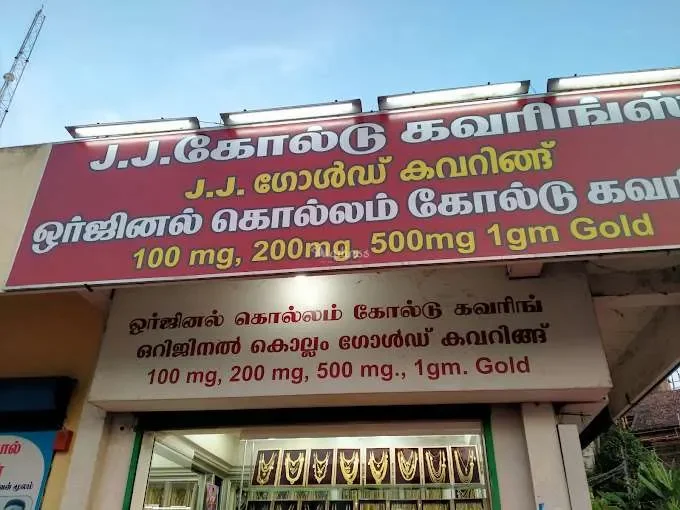 J.J.கோல்டு கவரிங்ஸ்
J.J. ഗോൾഡ് കവറിങ്ങ്
ஒர்ஜினல் கொல்லம் கோல்டு கவரி
100 mg, 200mg, 500mg 1gm Gold
ஒர்ஜினல் கொல்லம் கோல்டு கவரிங்
ഒറിജിനൽ കൊല്ലം ഗോൾഡ് കവറിങ്ങ്
100 mg, 200 mg, 500 mg., 1gm. Gold
மூலம்